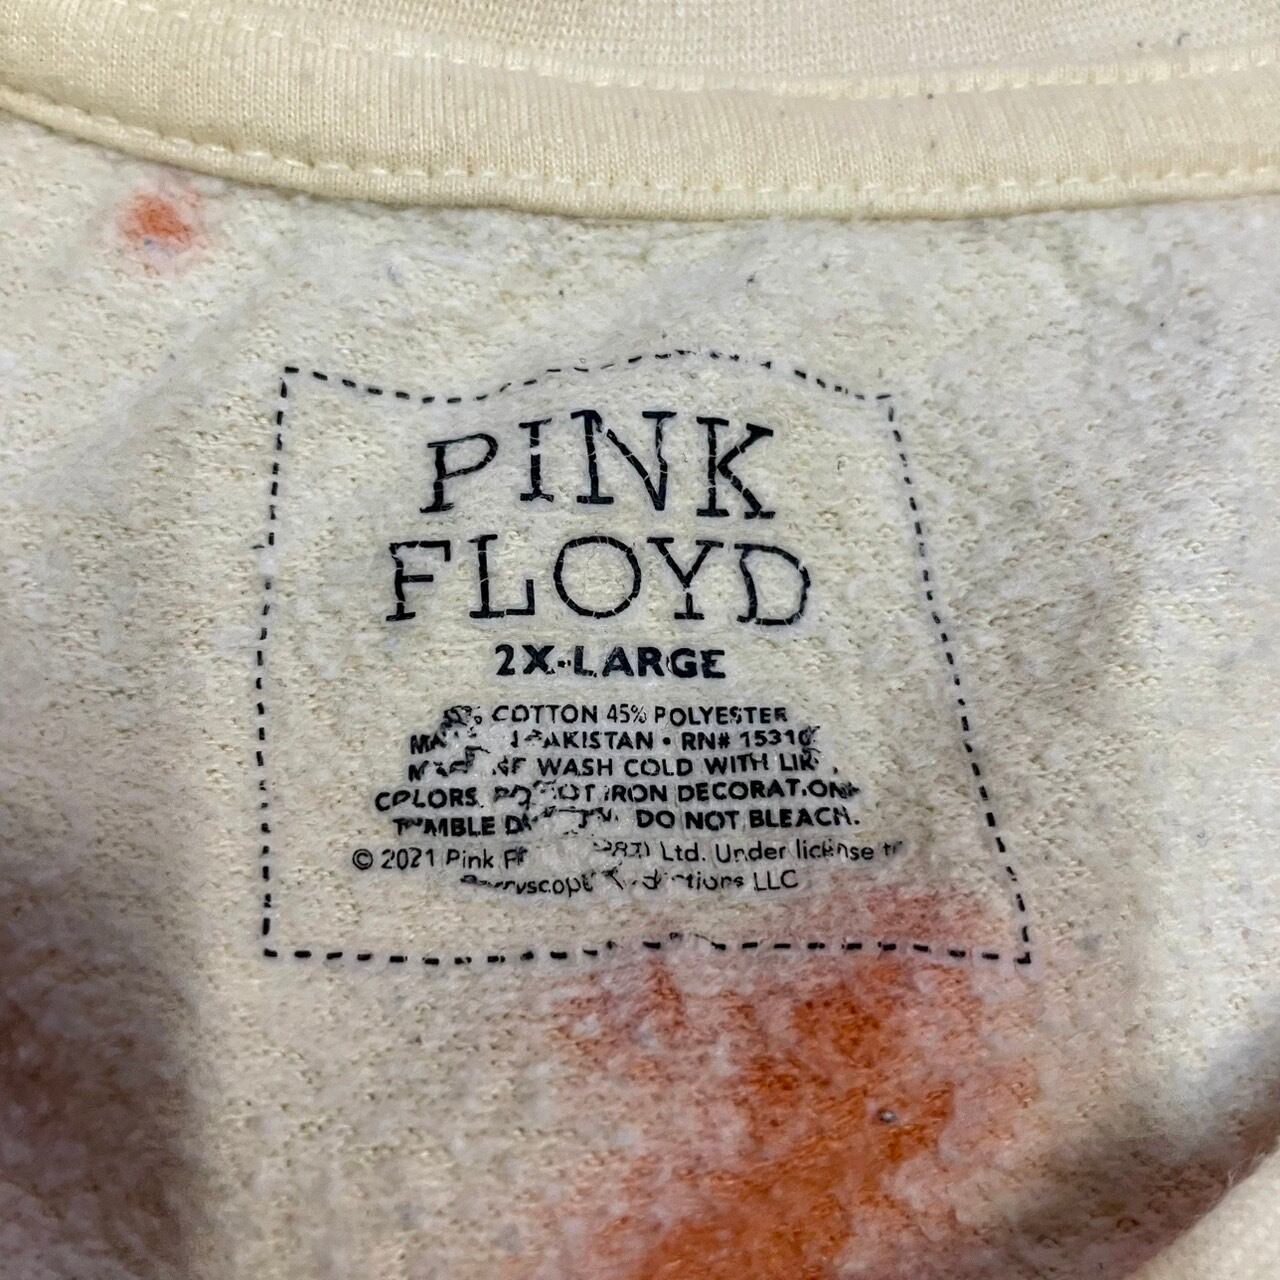 PINK
FLOYD
2X-LARGE
COTTON 45% POLYESTER
PAKISTAN • RN#
WASH COLD WITH
COLORS. IRON DECORATION
TUMBLE DO NOT BLEACH.
© 2021 Pink Ltd. Under license
LLC